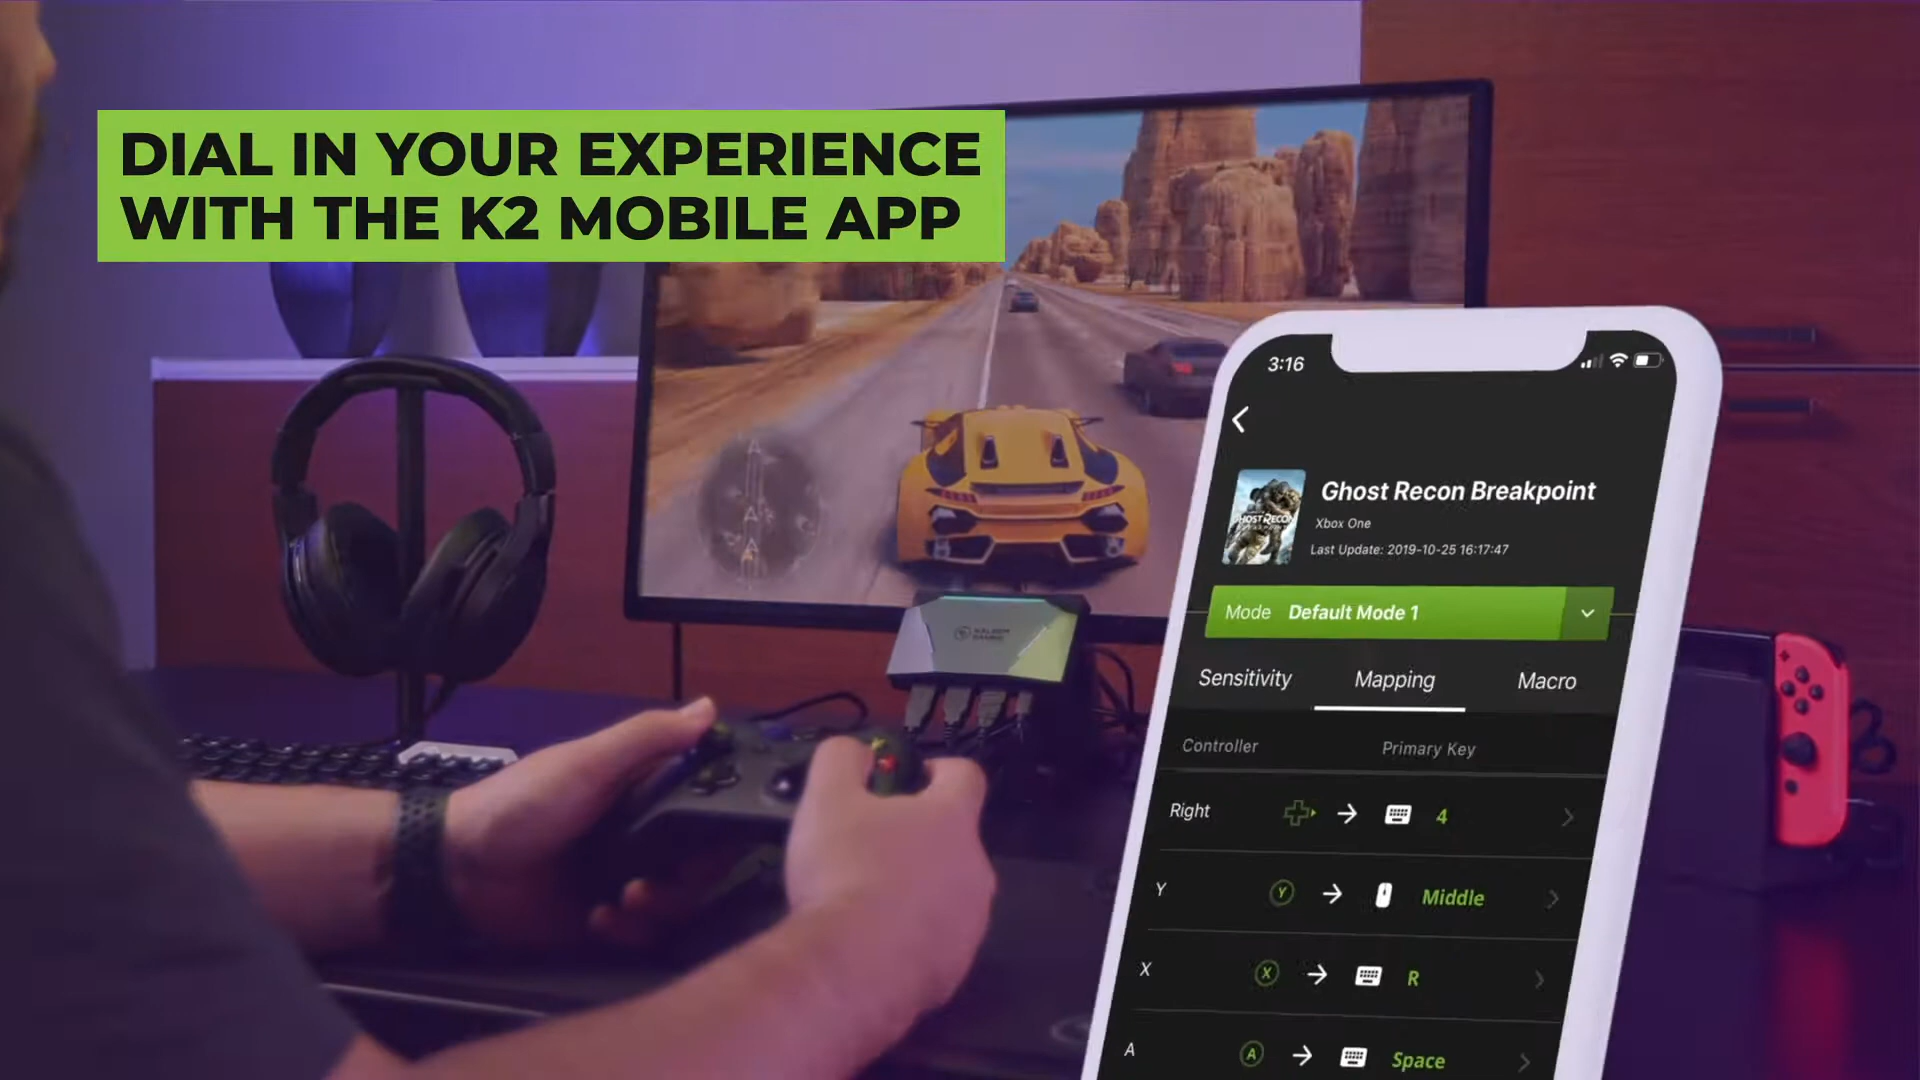 DIAL IN YOUR EXPERIENCE
WITH THE K2 MOBILE APP
3:16
Ghost Recon Breakpoint
Xbox One
Last Update: 2019-10-25 16:17:47
GHOST RECON
Mode Default Mode 1
Sensitivity Mapping Macro
Controller Primary Key
Right 4
Y Y Middle
X X R
A A Space